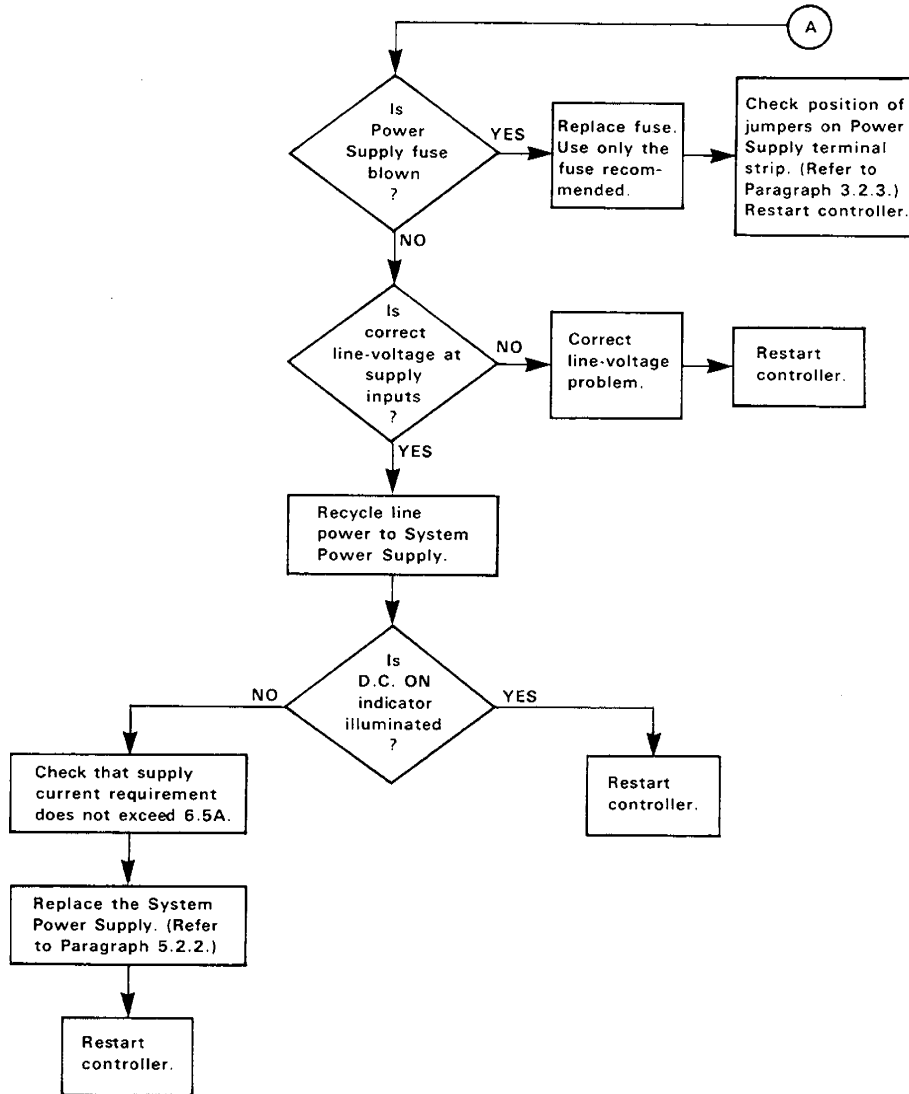 A
Is
Power
Supply fuse
blown
?
YES
Replace fuse.
Use only the
fuse recom-
mended.
Check position of
jumpers on Power
Supply terminal
strip. (Refer to
Paragraph 3.2.3.)
Restart controller.
NO
Is
correct
line-voltage at
supply
inputs
?
NO
Correct
line-voltage
problem.
Restart
controller.
YES
Recycle line
power to System
Power Supply.
Is
D.C. ON
indicator
illuminated
?
NO
YES
Check that supply
current requirement
does not exceed 6.5A.
Restart
controller.
Replace the System
Power Supply. (Refer
to Paragraph 5.2.2.)
Restart
controller.